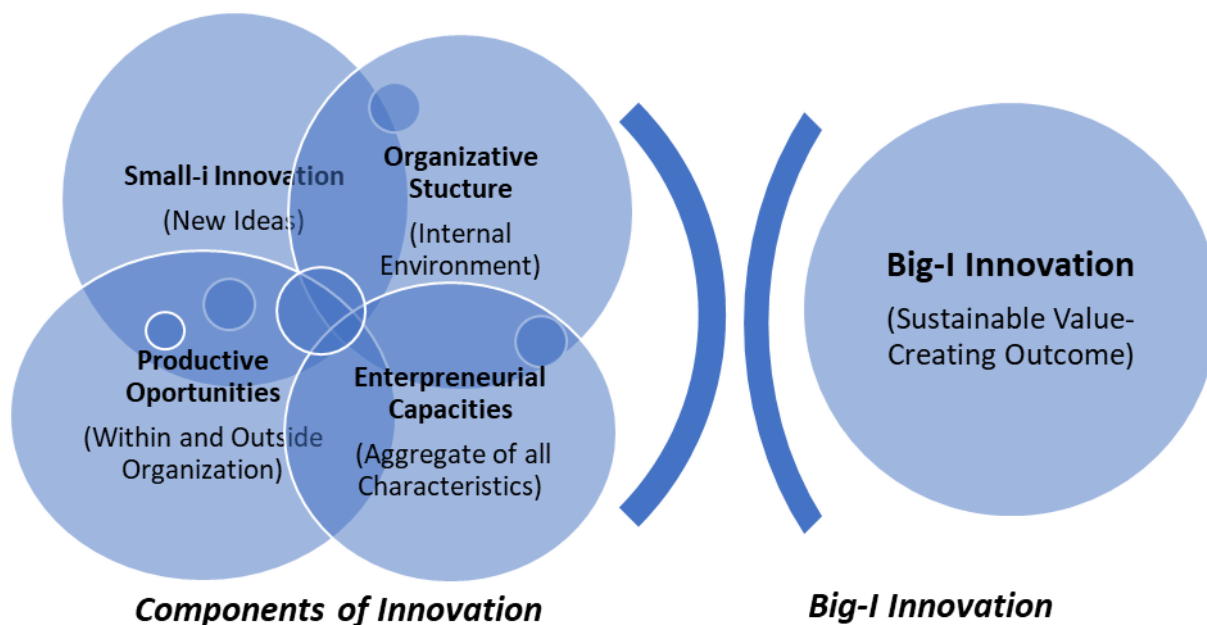 Small-i Innovation
(New Ideas)
Organizative
Stucture
(Internal
Environment)
Productive
Oportunities
(Within and Outside
Organization)
Enterpreneurial
Capacities
(Aggregate of all
Characteristics)
Big-I Innovation
(Sustainable Value-
Creating Outcome)
Components of Innovation
Big-I Innovation